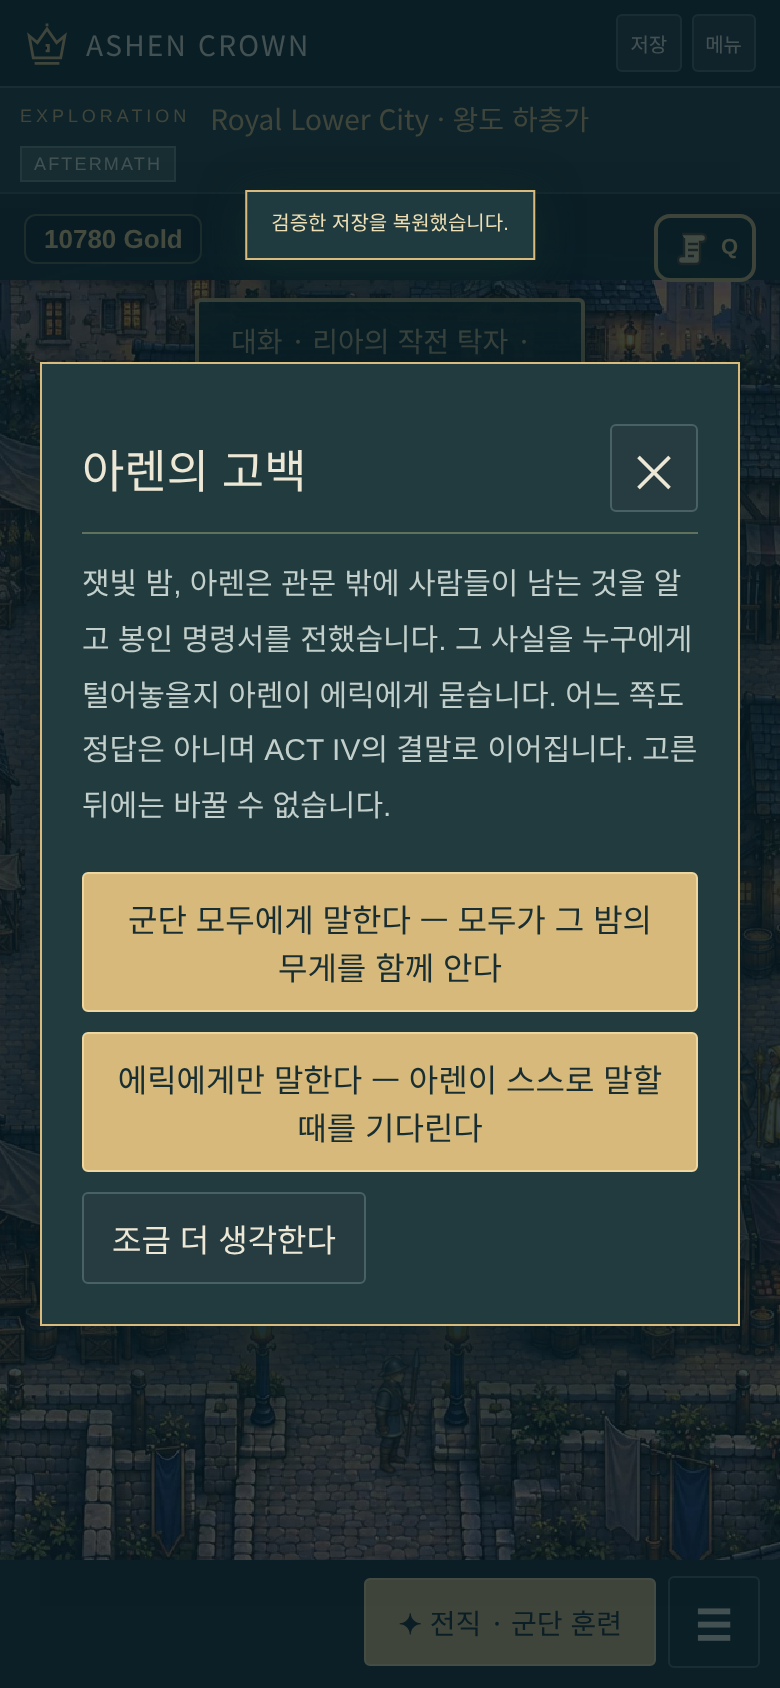 ASHEN CROWN
저장
메뉴
EXPLORATION
Royal Lower City · 왕도 하층가
AFTERMATH
검증한 저장을 복원했습니다.
10780 Gold
Q
대화 · 리아의 작전 탁자 ·
아렌의 고백
잿빛 밤, 아렌은 관문 밖에 사람들이 남는 것을 알
고 봉인 명령서를 전했습니다. 그 사실을 누구에게
털어놓을지 아렌이 에릭에게 묻습니다. 어느 쪽도
정답은 아니며 ACT IV의 결말로 이어집니다. 고른
뒤에는 바꿀 수 없습니다.
군단 모두에게 말한다 — 모두가 그 밤의
무게를 함께 안다
에릭에게만 말한다 — 아렌이 스스로 말할
때를 기다린다
조금 더 생각한다
✦ 전직 · 군단 훈련